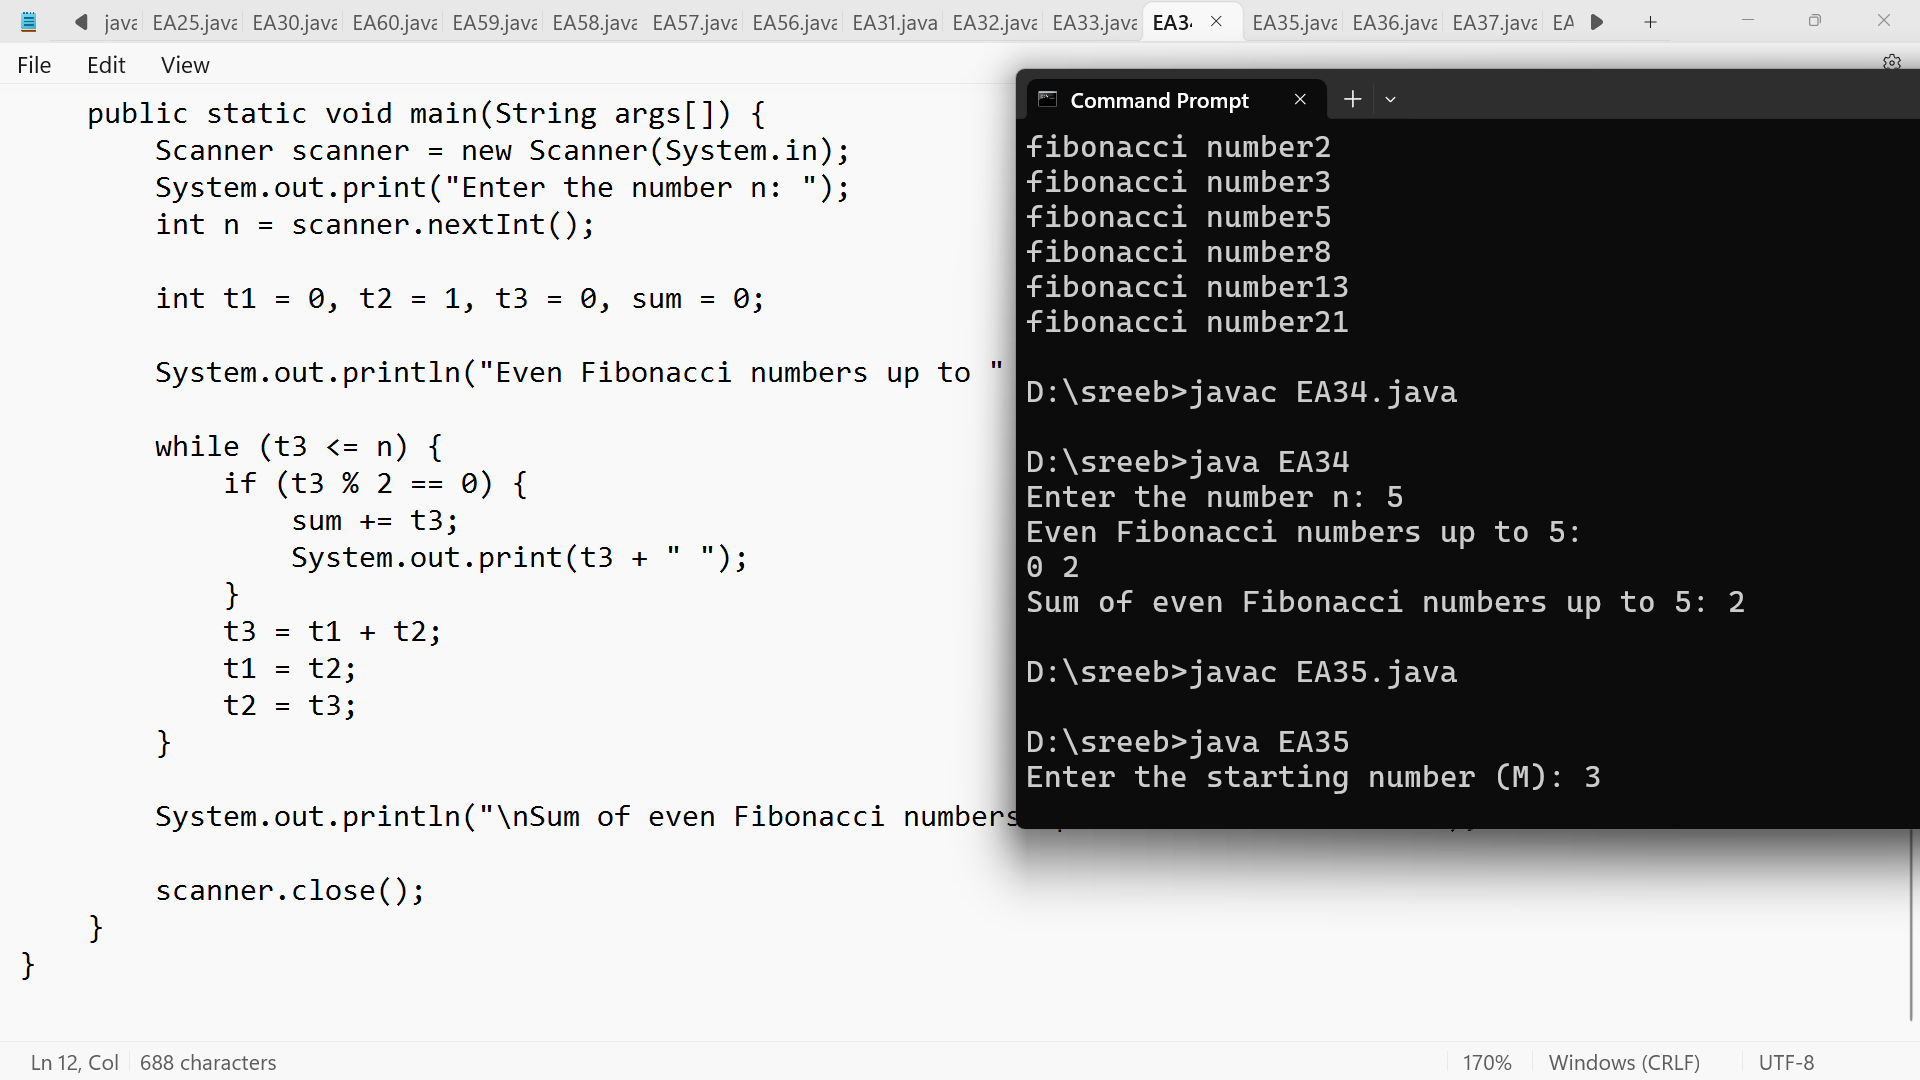 java EA25.java EA30.java EA60.java EA59.java EA58.java EA57.java EA56.java EA31.java EA32.java EA33.java EA34 EA35.java EA36.java EA37.java EA
File Edit View
public static void main(String args[]) {
Scanner scanner = new Scanner(System.in);
System.out.print("Enter the number n: ");
int n = scanner.nextInt();
int t1 = 0, t2 = 1, t3 = 0, sum = 0;
System.out.println("Even Fibonacci numbers up to "
while (t3 <= n) {
if (t3 % 2 == 0) {
sum += t3;
System.out.print(t3 + " ");
}
t3 = t1 + t2;
t1 = t2;
t2 = t3;
}
System.out.println("\nSum of even Fibonacci numbers
scanner.close();
}
}
Command Prompt
fibonacci number2
fibonacci number3
fibonacci number5
fibonacci number8
fibonacci number13
fibonacci number21
D:\sreeb>javac EA34.java
D:\sreeb>java EA34
Enter the number n: 5
Even Fibonacci numbers up to 5:
0 2
Sum of even Fibonacci numbers up to 5: 2
D:\sreeb>javac EA35.java
D:\sreeb>java EA35
Enter the starting number (M): 3
Ln 12, Col 688 characters 170% Windows (CRLF) UTF-8